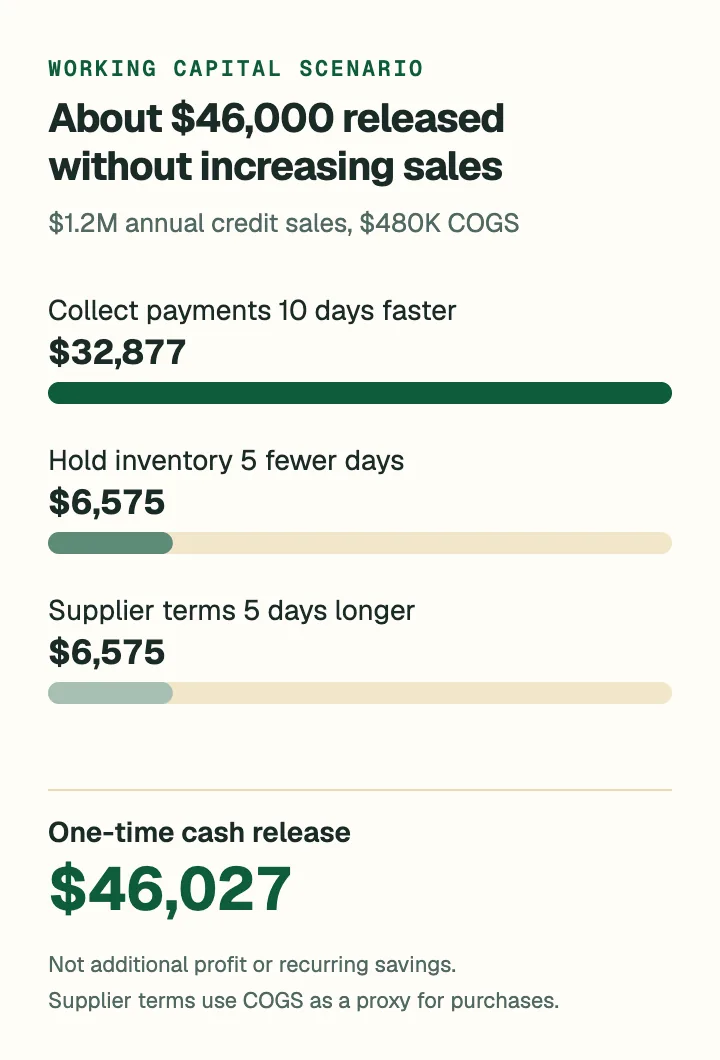 WORKING CAPITAL SCENARIO
About $46,000 released
without increasing sales
$1.2M annual credit sales, $480K COGS
Collect payments 10 days faster
$32,877
Hold inventory 5 fewer days
$6,575
Supplier terms 5 days longer
$6,575
One-time cash release
$46,027
Not additional profit or recurring savings.
Supplier terms use COGS as a proxy for purchases.